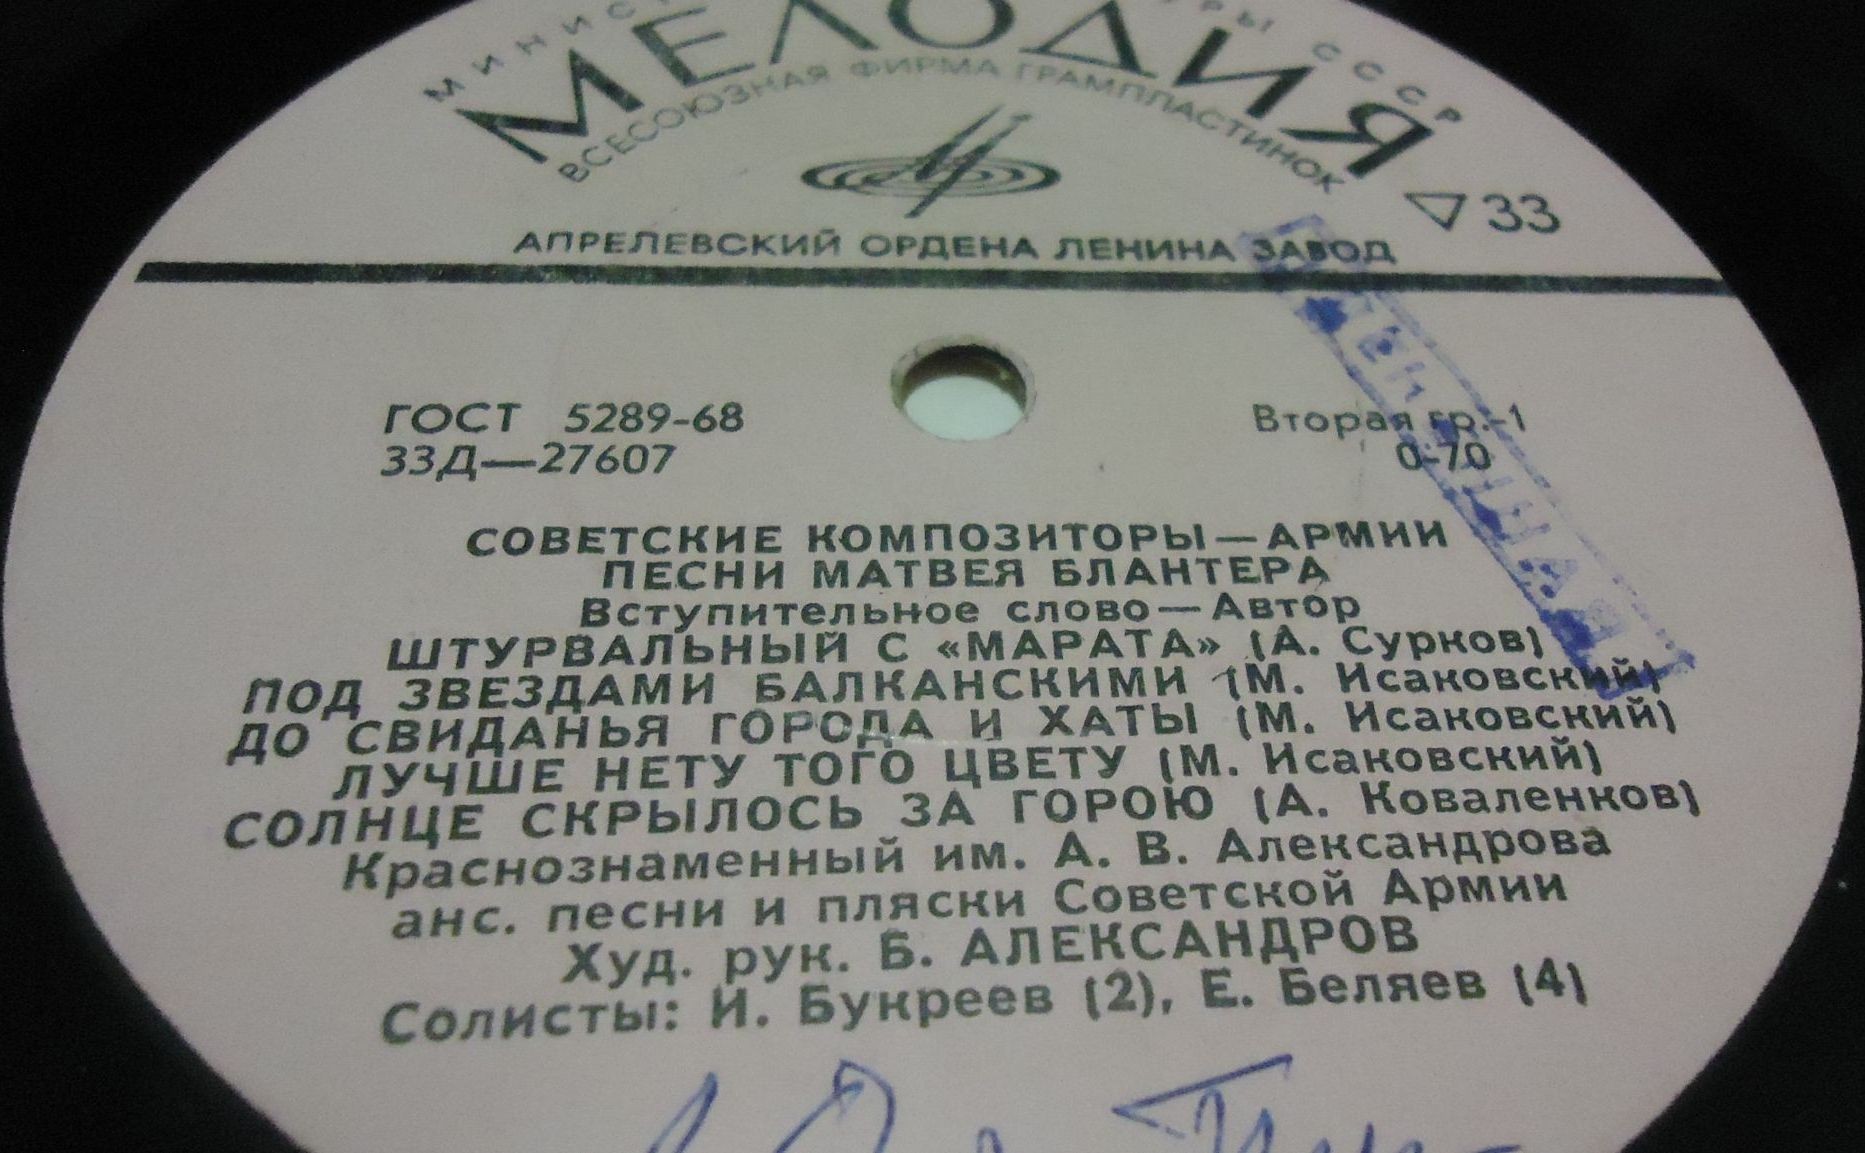 МЕЛОДИЯ
ВСЕСОЮЗНАЯ ФИРМА ГРАМПЛАСТИНОК
СССР
33
АПРЕЛЕВСКИЙ ОРДЕНА ЛЕНИНА ЗАВОД
ГОСТ 5289-68
Вторая гр.-1
33Д—27607
0-70
СОВЕТСКИЕ КОМПОЗИТОРЫ—АРМИИ
ПЕСНИ МАТВЕЯ БЛАНТЕРА
Вступительное слово—Автор
ШТУРВАЛЬНЫЙ С «МАРАТА» (А. Сурков)
ПОД ЗВЕЗДАМИ БАЛКАНСКИМИ (М. Исаковский)
ДО СВИДАНЬЯ ГОРОДА И ХАТЫ (М. Исаковский)
ЛУЧШЕ НЕТУ ТОГО ЦВЕТУ (М. Исаковский)
СОЛНЦЕ СКРЫЛОСЬ ЗА ГОРОЮ (А. Коваленков)
Краснознаменный им. А. В. Александрова
анс. песни и пляски Советской Армии
Худ. рук. Б. АЛЕКСАНДРОВ
Солисты: И. Букреев (2), Е. Беляев (4)